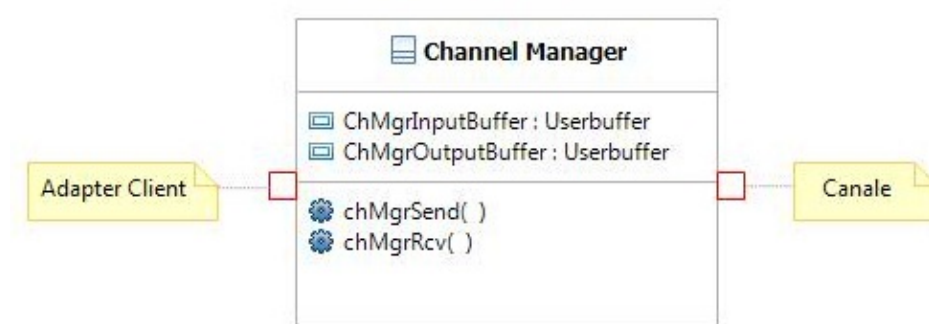 Channel Manager
ChMgrInputBuffer : Userbuffer
ChMgrOutputBuffer : Userbuffer
Adapter Client
Canale
chMgrSend( )
chMgrRcv( )